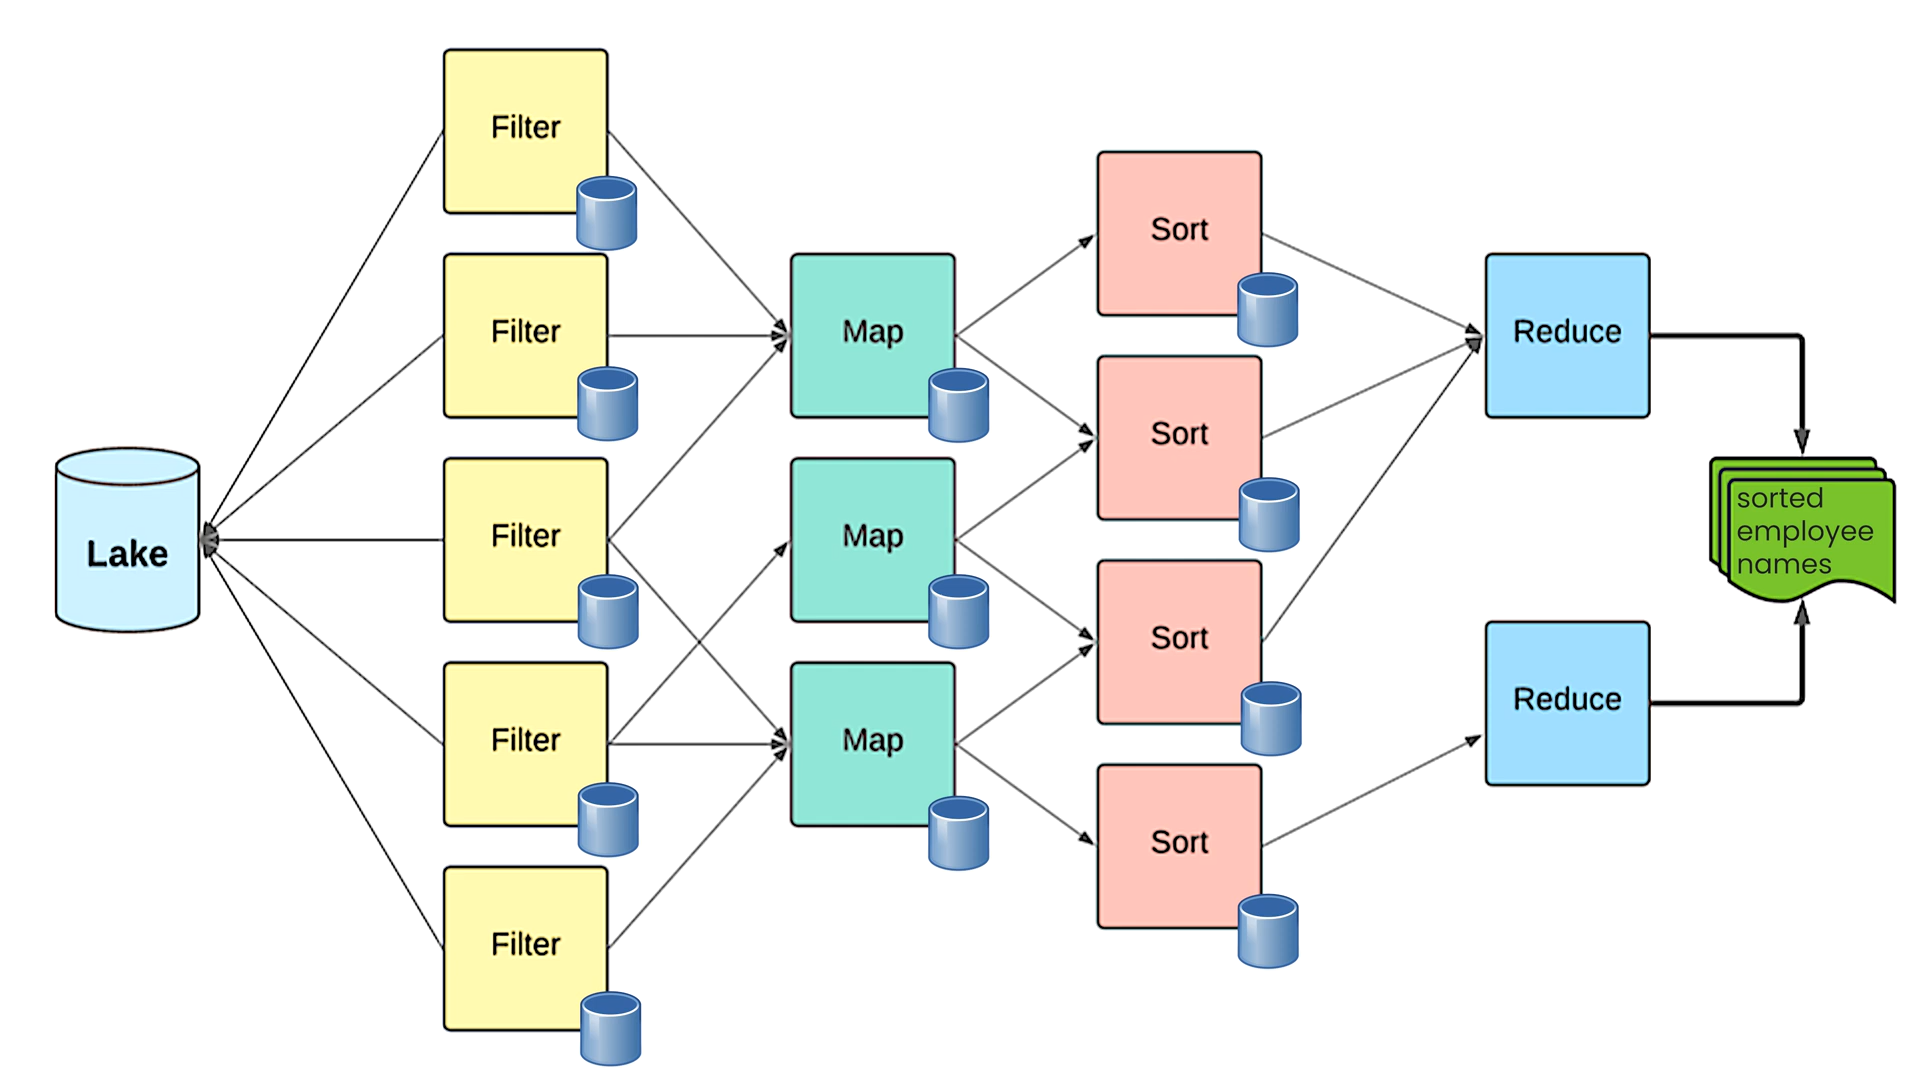 Lake
Filter
Filter
Filter
Filter
Filter
Map
Map
Map
Sort
Sort
Sort
Sort
Reduce
Reduce
sorted
employee
names